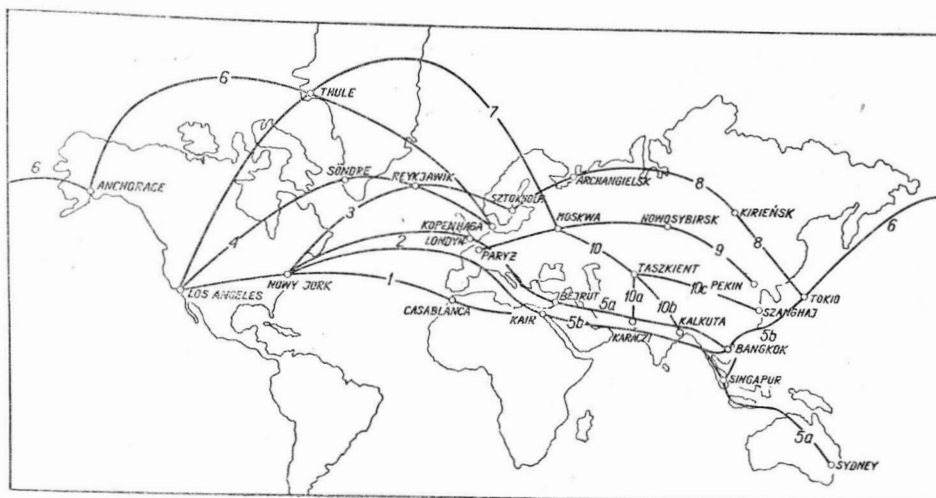 6
THULE
7
6
ANCHORAGE
SÖNDRE
REYKJAWIK
SZTOKHOLM
ARCHANGIELSK
8
KIRIEŃSK
6
3
4
KOPENHAGA
LONDYN
PARYŻ
MOSKWA
NOWOSYBIRSK
9
8
2
10
TASZKIENT
1
LOS ANGELES
NOWY JORK
CASABLANCA
KAIR
BEJRUT
5a
5b
10a
10b
10c
PEKIN
TOKIO
SZANGHAJ
KARACZI
KALKUTA
5b
BANGKOK
SINGAPUR
5a
SYDNEY